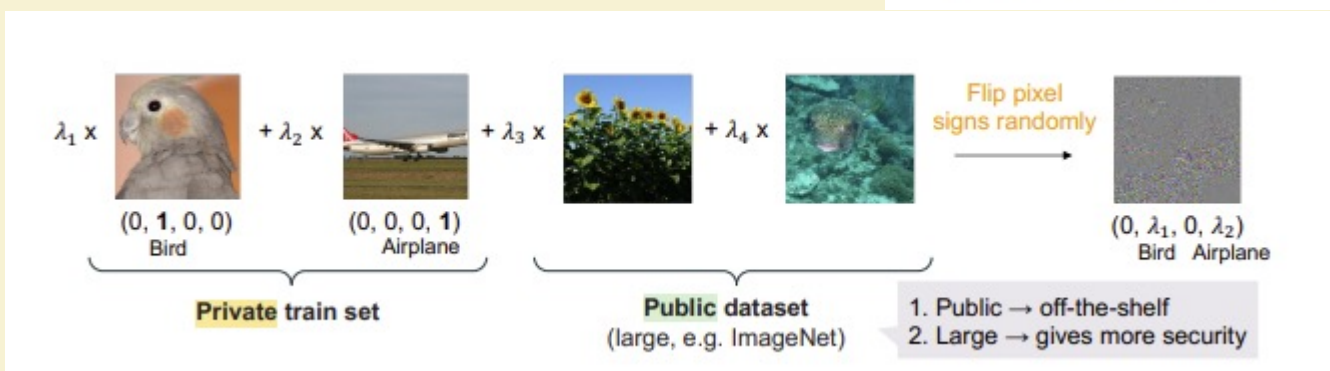 λ₁ x + λ₂ x + λ₃ x + λ₄ x
Flip pixel
signs randomly
(0, 1, 0, 0)
Bird
(0, 0, 0, 1)
Airplane
(0, λ₁, 0, λ₂)
Bird Airplane
Private train set
Public dataset
(large, e.g. ImageNet)
1. Public → off-the-shelf
2. Large → gives more security